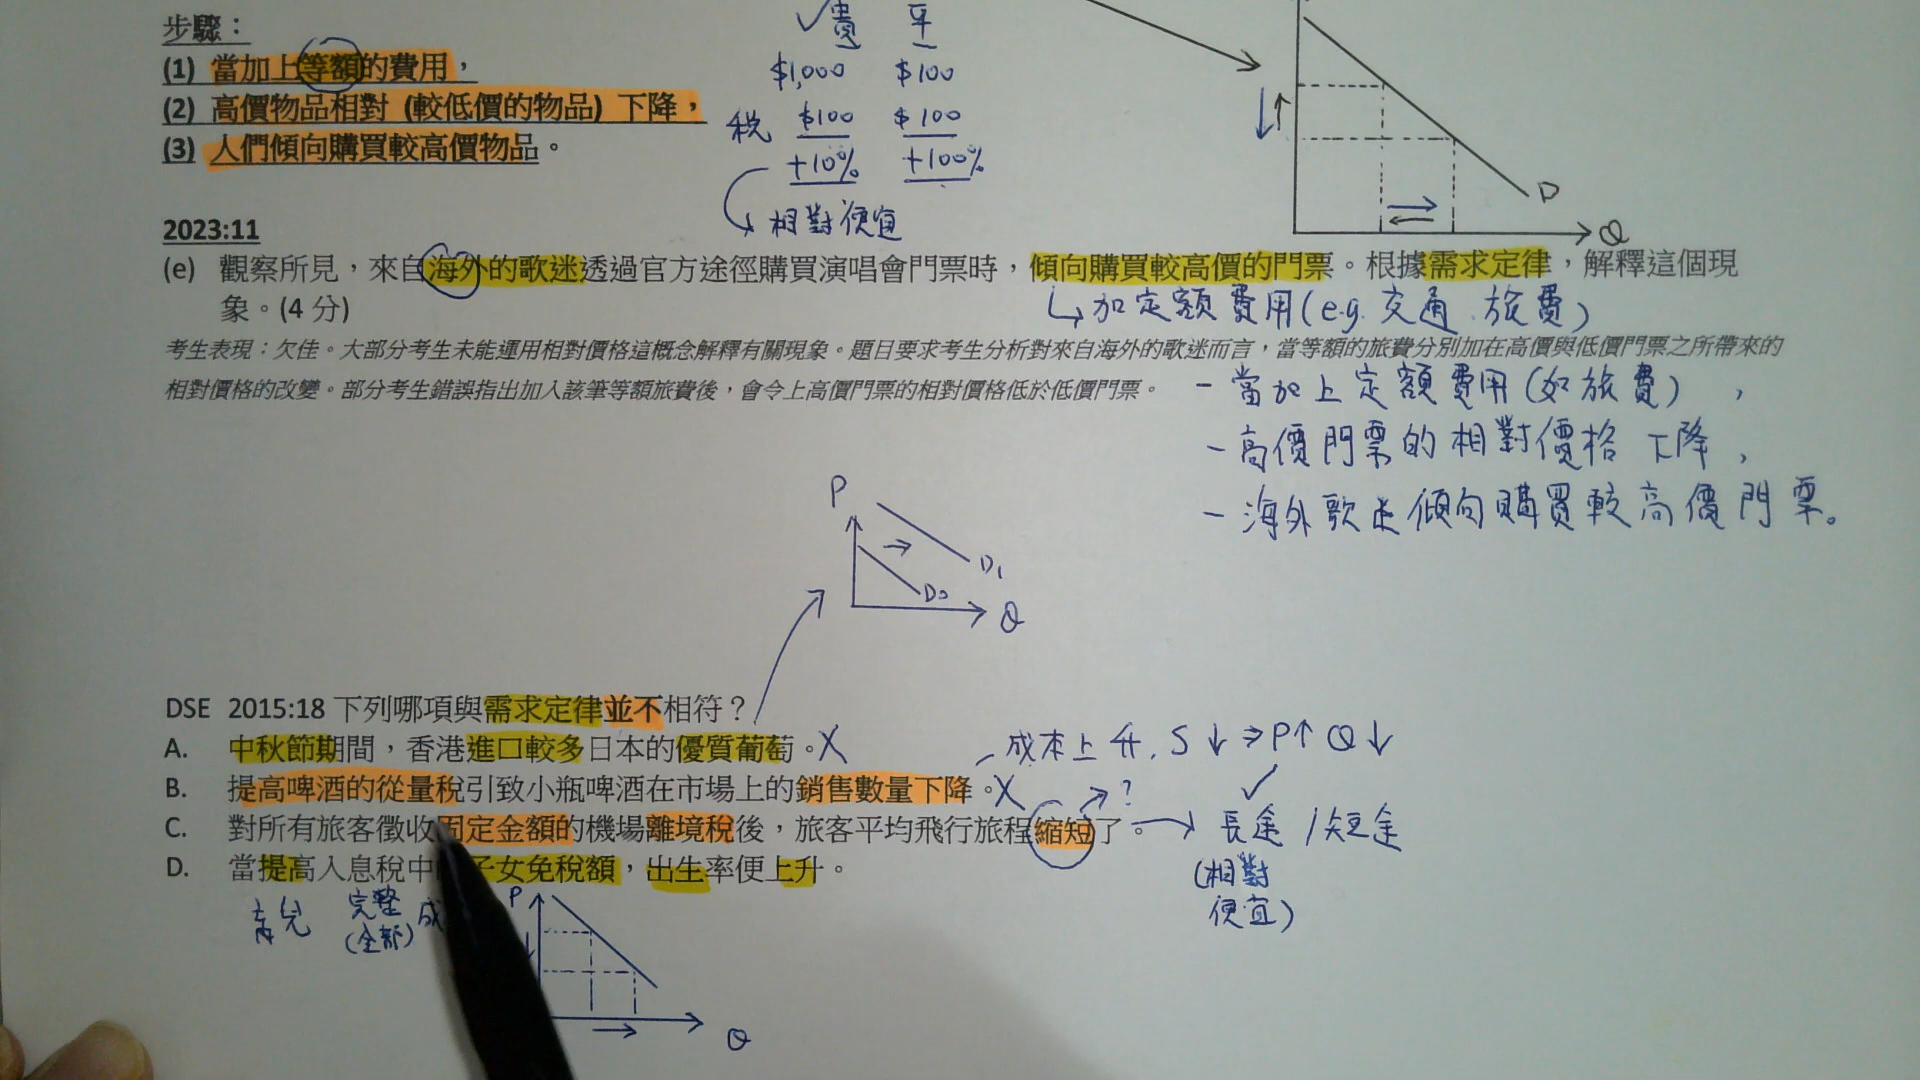 步驟：
(1) 當加上等額的費用，
(2) 高價物品相對 (較低價的物品) 下降，
(3) 人們傾向購買較高價物品。
✓貴 平
$1,000 $100
稅 $100 $100
+10% +100%
相對便宜
D
Q
2023:11
(e) 觀察所見，來自海外的歌迷透過官方途徑購買演唱會門票時，傾向購買較高價的門票。根據需求定律，解釋這個現
象。(4 分)
加定額費用(e.g. 交通、旅費)
考生表現：欠佳。大部分考生未能運用相對價格這概念解釋有關現象。題目要求考生分析對來自海外的歌迷而言，當等額的旅費分別加在高價與低價門票之所帶來的
相對價格的改變。部分考生錯誤指出加入該筆等額旅費後，會令上高價門票的相對價格低於低價門票。
- 當加上定額費用(如旅費)，
- 高價門票的相對價格下降，
- 海外歌迷傾向購買較高價門票。
P
D₁
D₀
Q
DSE 2015:18 下列哪項與需求定律並不相符？
A. 中秋節期間，香港進口較多日本的優質葡萄。X
成本上升, S↓⇒P↑ Q↓
B. 提高啤酒的從量稅引致小瓶啤酒在市場上的銷售數量下降。X
?
✓
C. 對所有旅客徵收固定金額的機場離境稅後，旅客平均飛行旅程縮短了。
長途 / 短途
(相對
便宜)
D. 當提高入息稅中 子女免稅額，出生率便上升。
育兒 完整 成
(全部)
P
Q